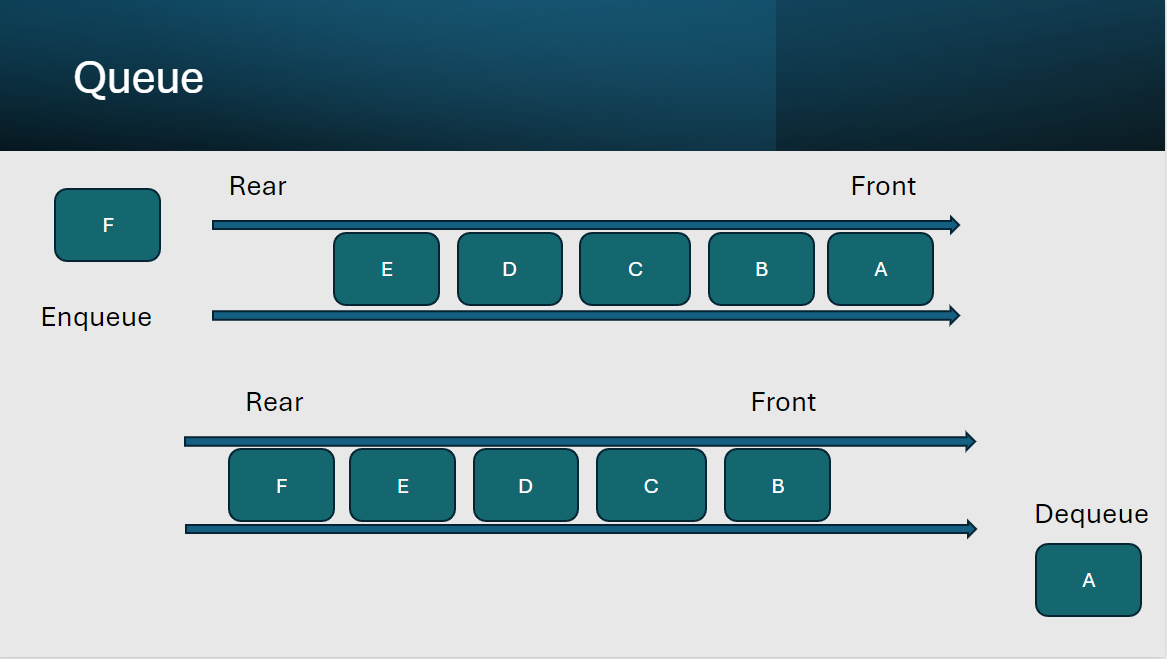 Queue
Rear Front
F
E D C B A
Enqueue
Rear Front
F E D C B
Dequeue
A